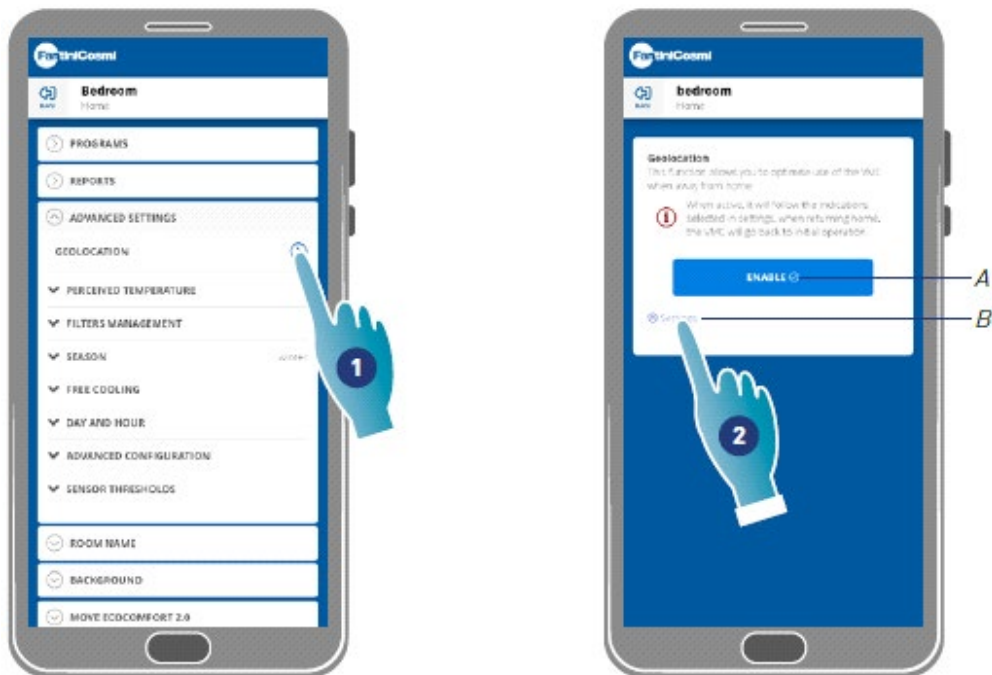 FantiniCosmi
BACK
Bedroom
Home
PROGRAMS
REPORTS
ADVANCED SETTINGS
GEOLOCATION
PERCEIVED TEMPERATURE
FILTERS MANAGEMENT
SEASON
FREE COOLING
DAY AND HOUR
ADVANCED CONFIGURATION
SENSOR THRESHOLDS
ROOM NAME
BACKGROUND
MOVE ECOCOMFORT 2.0
1
FantiniCosmi
BACK
bedroom
Home
Geolocation
This function allows you to optimise use of the VMC
when away from home
When active, it will follow the indications
selected in settings, when returning home,
the VMC will go back to initial operation.
ENABLE
A
Settings
B
2